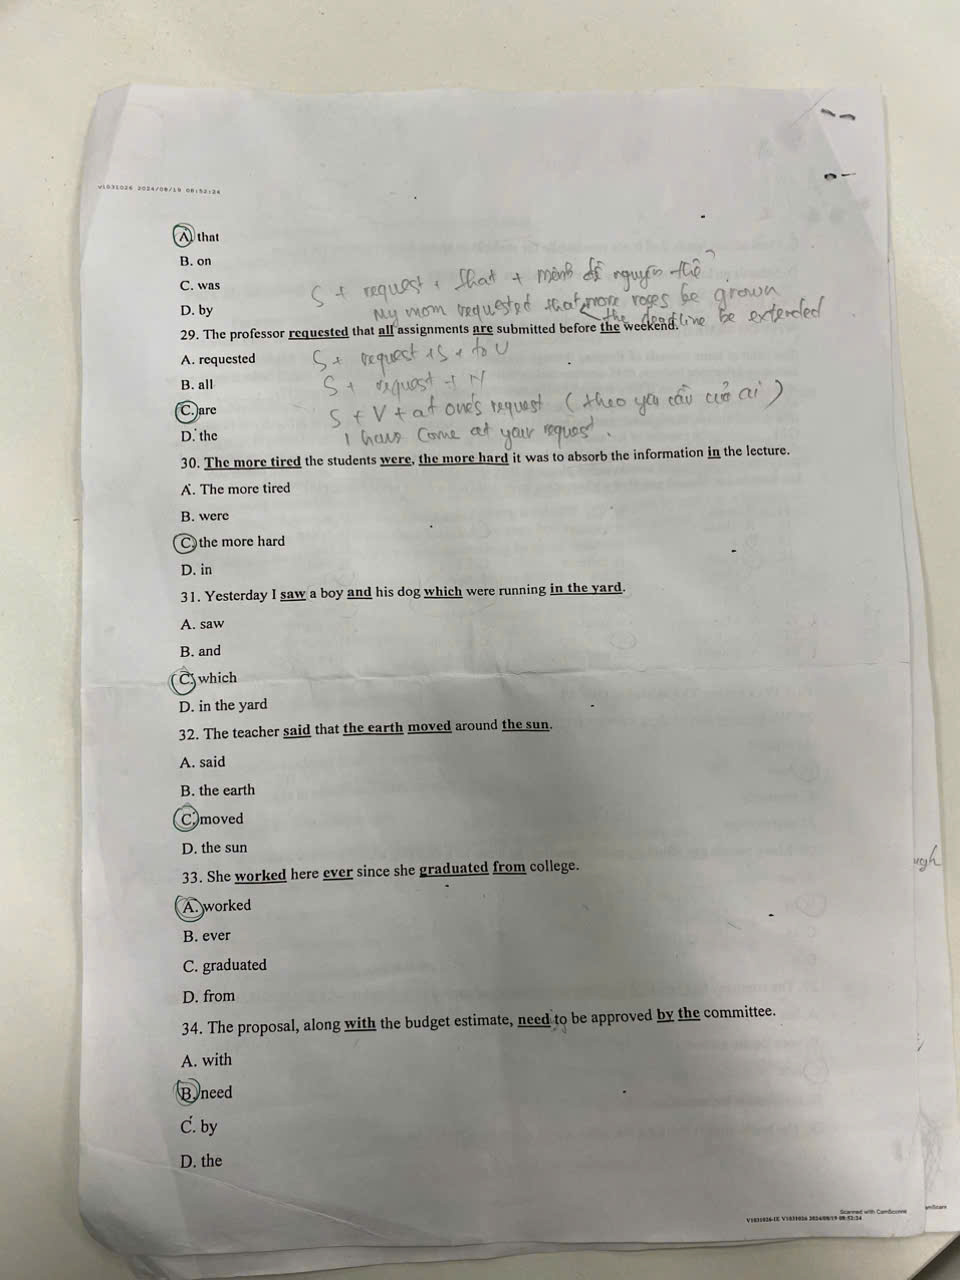 V1031026 2024/08/19 08:52:24
A. that
B. on
C. was
D. by
S + request + that + mệnh đề nguyên thể
My mom requested that more roses be grown
the deadline be extended
29. The professor requested that all assignments are submitted before the weekend.
A. requested
S + request + S + to V
B. all
S + request + N
C. are
S + V + at one's request (theo yêu cầu của ai)
D. the
I have come at your request.
30. The more tired the students were, the more hard it was to absorb the information in the lecture.
A. The more tired
B. were
C. the more hard
D. in
31. Yesterday I saw a boy and his dog which were running in the yard.
A. saw
B. and
C. which
D. in the yard
32. The teacher said that the earth moved around the sun.
A. said
B. the earth
C. moved
D. the sun
33. She worked here ever since she graduated from college.
A. worked
B. ever
C. graduated
D. from
34. The proposal, along with the budget estimate, need to be approved by the committee.
A. with
B. need
C. by
D. the
Scanned with CamScanner
V1031026-IE V1031026 2024/08/19 08:52:24